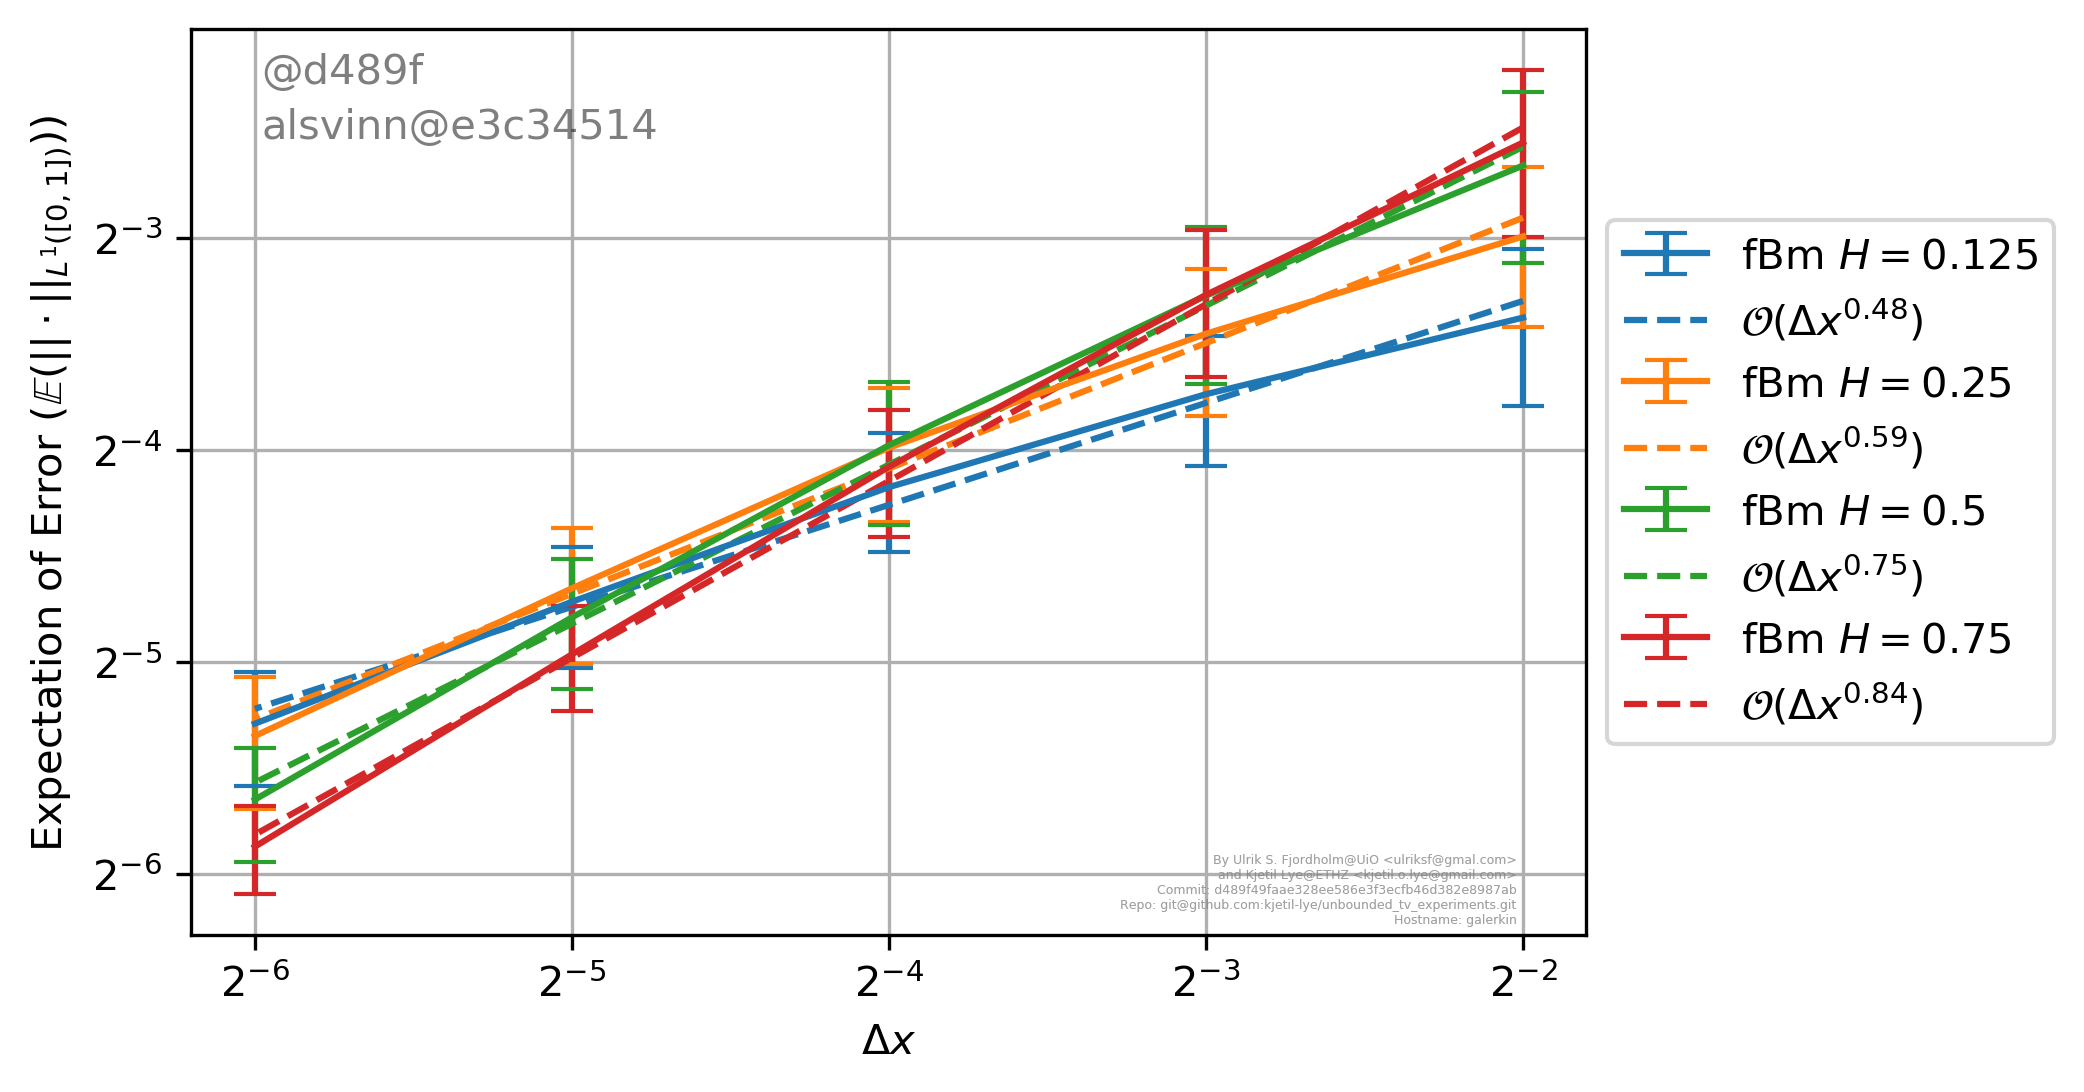 @d489f
alsvinn@e3c34514
Expectation of Error (𝔼(|| · ||_{L^1([0,1])}))
2^{-3}
2^{-4}
2^{-5}
2^{-6}
2^{-6}
2^{-5}
2^{-4}
2^{-3}
2^{-2}
Δx
fBm H = 0.125
𝒪(Δx^{0.48})
fBm H = 0.25
𝒪(Δx^{0.59})
fBm H = 0.5
𝒪(Δx^{0.75})
fBm H = 0.75
𝒪(Δx^{0.84})
By Ulrik S. Fjordholm@UiO <ulriksf@gmal.com>
and Kjetil Lye@ETHZ <kjetil.o.lye@gmail.com>
Commit: d489f49faae328ee586e3f3ecfb46d382e8987ab
Repo: git@github.com:kjetil-lye/unbounded_tv_experiments.git
Hostname: galerkin